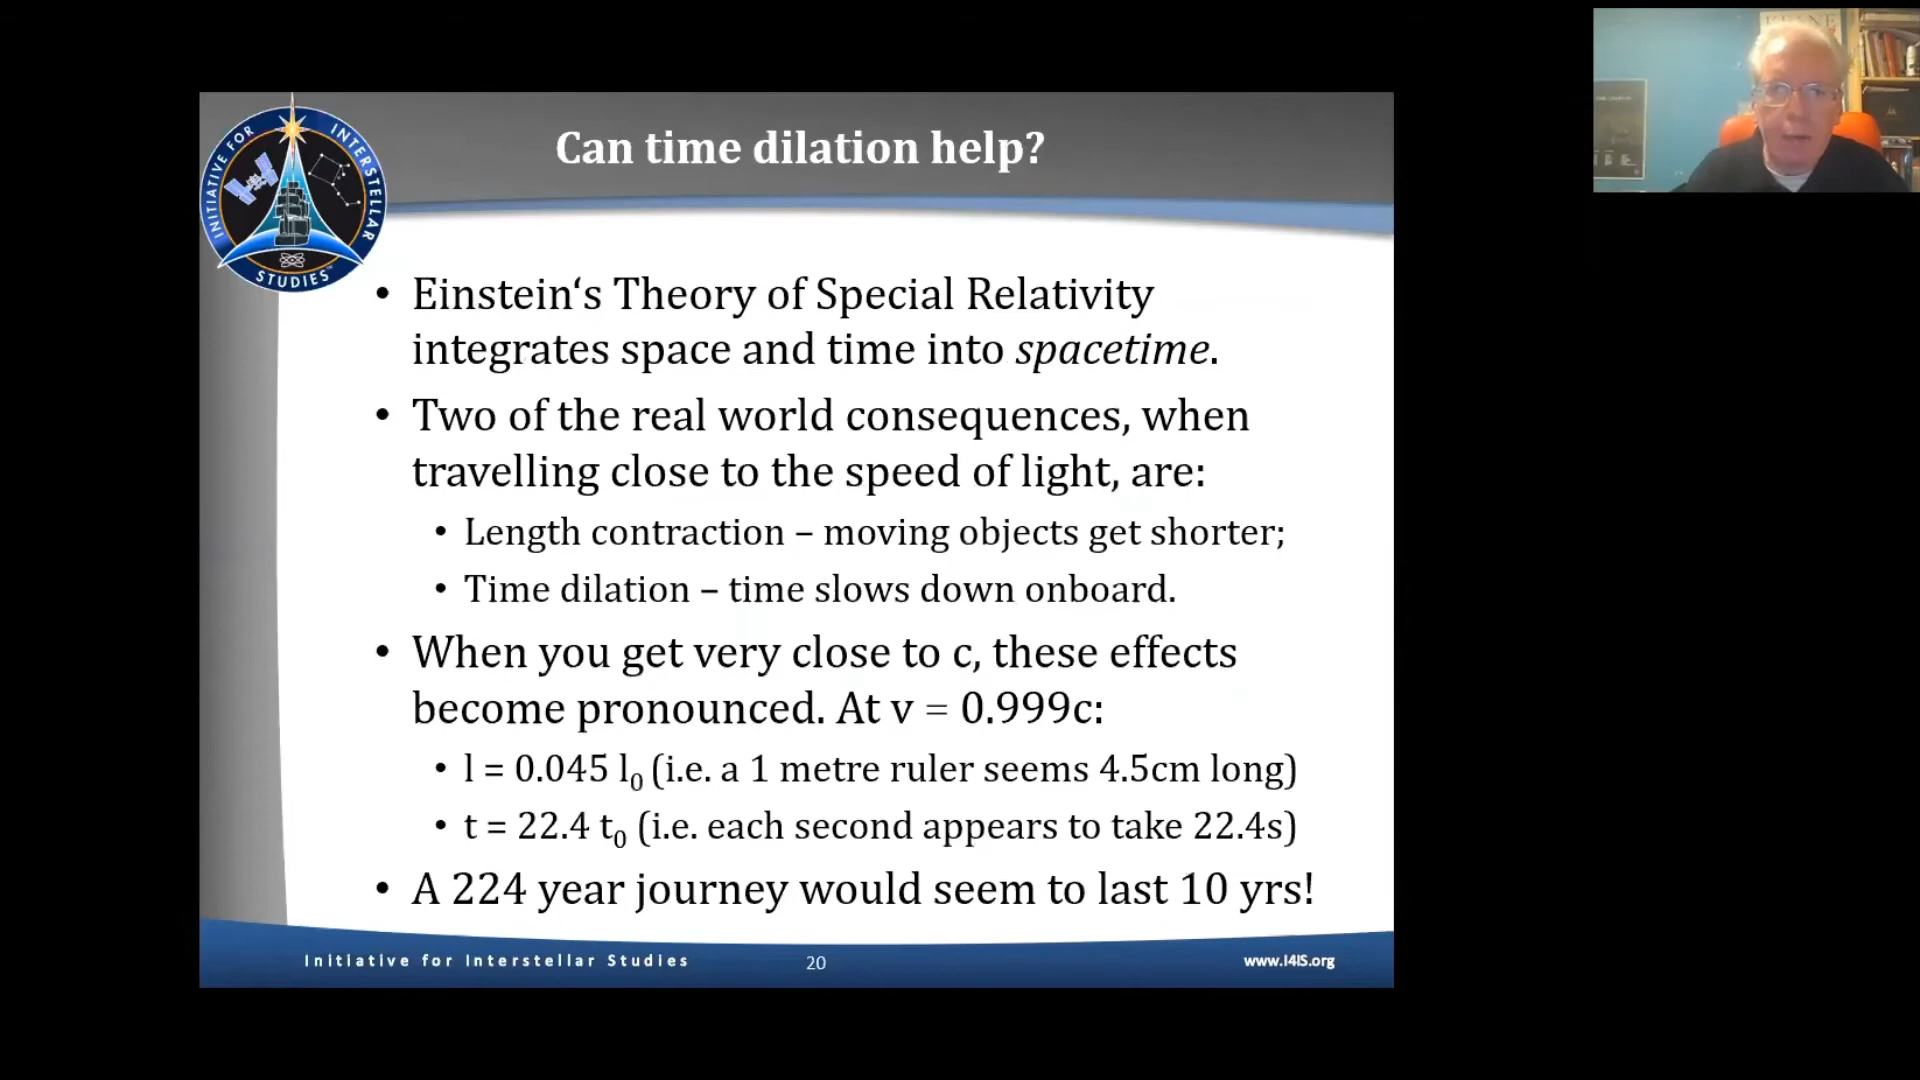 INITIATIVE FOR INTERSTELLAR
STUDIES™
Can time dilation help?
• Einstein‘s Theory of Special Relativity
integrates space and time into spacetime.
• Two of the real world consequences, when
travelling close to the speed of light, are:
• Length contraction – moving objects get shorter;
• Time dilation – time slows down onboard.
• When you get very close to c, these effects
become pronounced. At v = 0.999c:
• l = 0.045 l₀ (i.e. a 1 metre ruler seems 4.5cm long)
• t = 22.4 t₀ (i.e. each second appears to take 22.4s)
• A 224 year journey would seem to last 10 yrs!
Initiative for Interstellar Studies
20
www.I4IS.org